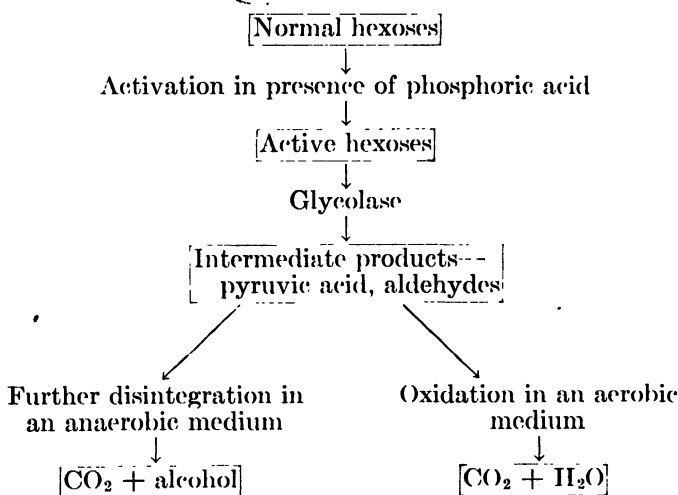 Normal hexoses
Activation in presence of phosphoric acid
Active hexoses
Glycolase
Intermediate products—
pyruvic acid, aldehydes
Further disintegration in
an anaerobic medium
Oxidation in an aerobic
medium
CO₂ + alcohol
CO₂ + H₂O